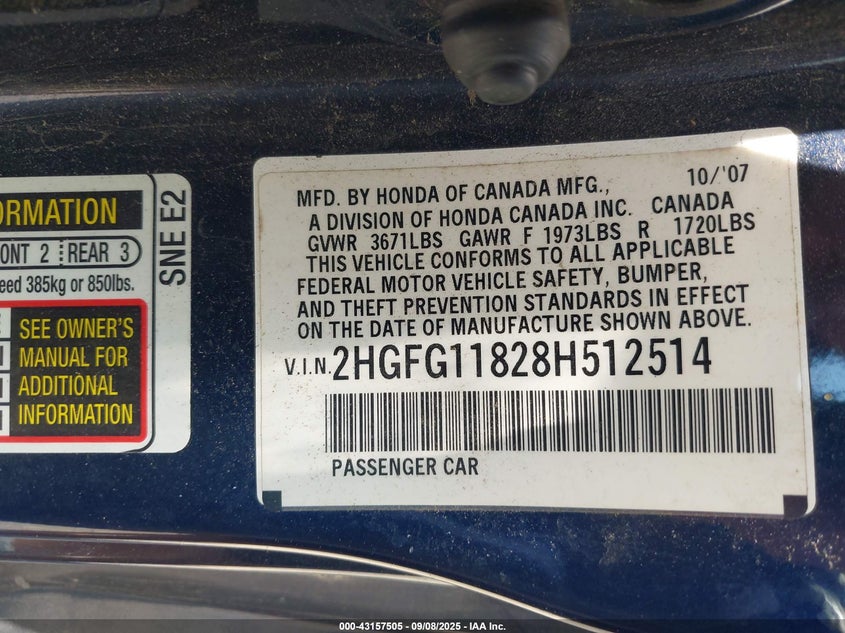 ORMATION
ONT 2 REAR 3
eed 385kg or 850lbs.
SEE OWNER'S
MANUAL FOR
ADDITIONAL
INFORMATION
SNE E2
MFD. BY HONDA OF CANADA MFG., 10/'07
A DIVISION OF HONDA CANADA INC. CANADA
GVWR 3671LBS GAWR F 1973LBS R 1720LBS
THIS VEHICLE CONFORMS TO ALL APPLICABLE
FEDERAL MOTOR VEHICLE SAFETY, BUMPER,
AND THEFT PREVENTION STANDARDS IN EFFECT
ON THE DATE OF MANUFACTURE SHOWN ABOVE.
V.I.N. 2HGFG11828H512514
PASSENGER CAR
000-43157505 - 09/08/2025 - IAA Inc.